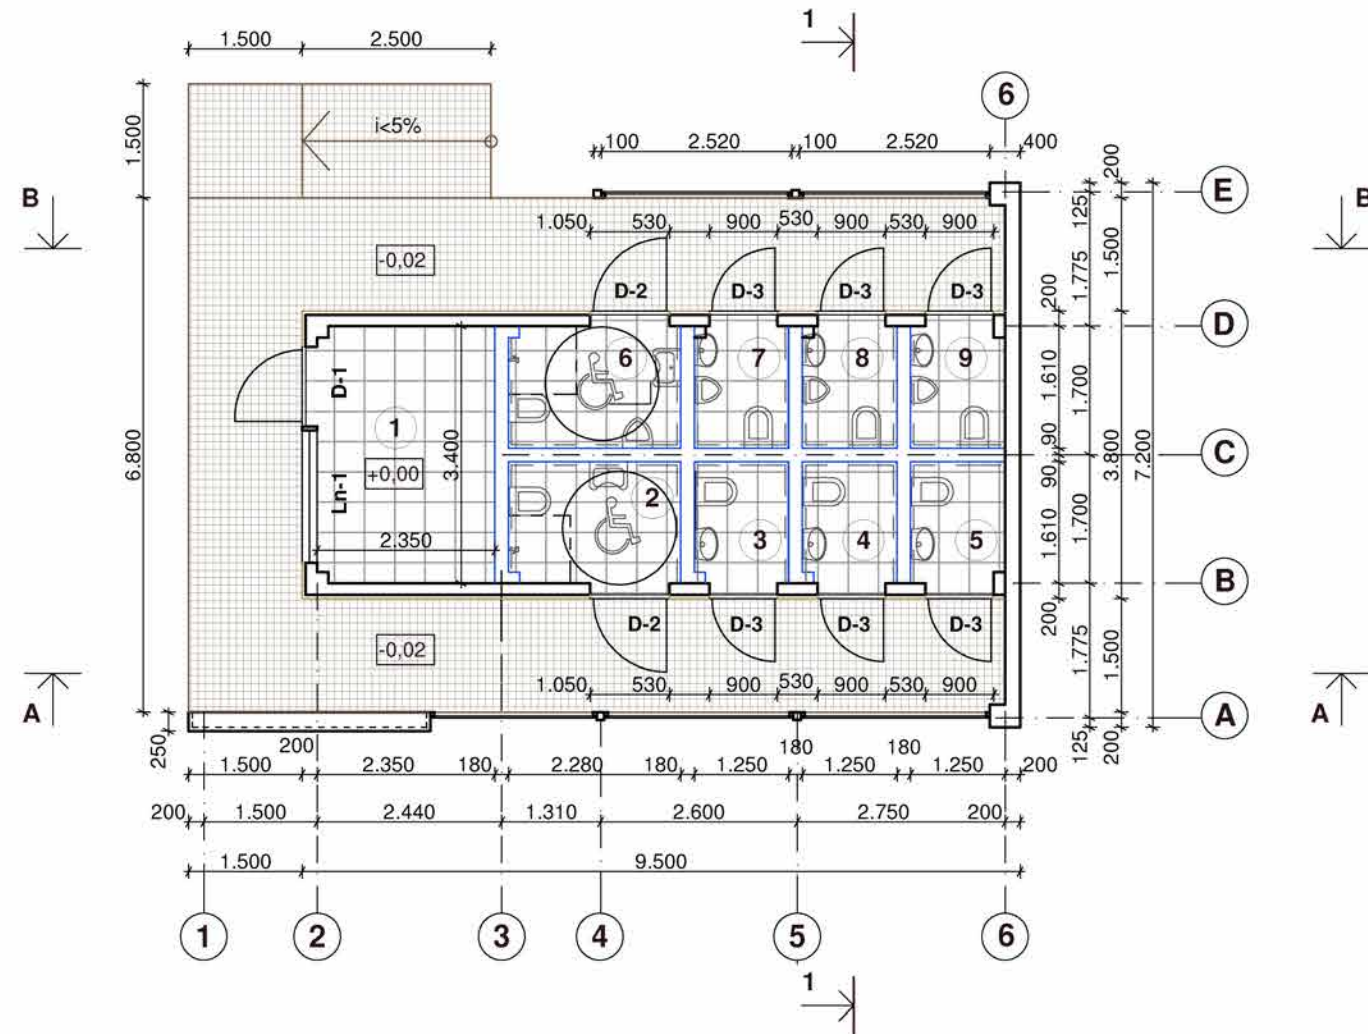 1
1.500 2.500
6
i<5%
1.500
100 2.520 100 2.520 400
200
B
B
E
1.050 530 900 530 900 530 900
125
1.775
1.500
-0,02
D-2 D-3 D-3 D-3
200
D
D-1
6 7 8 9
1.610
1.700
1
3.400
+0,00
90
C
6.800
3.800
7.200
Ln-1
90
2
2.350
3 4 5
1.610
1.700
B
D-2 D-3 D-3 D-3
200
-0,02
1.775
1.500
1.050 530 900 530 900 530 900
A
A
A
250
200 180 180
125
200
1.500 2.350 180 2.280 180 1.250 1.250 1.250 200
200 1.500 2.440 1.310 2.600 2.750 200
1.500 9.500
1 2 3 4 5 6
1